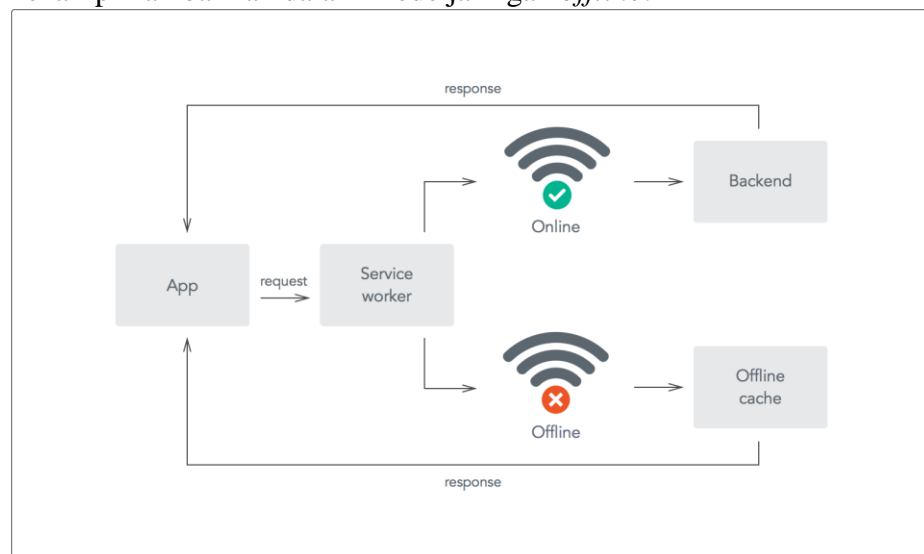 response
Backend
Online
App
request
Service
worker
Offline
cache
Offline
response